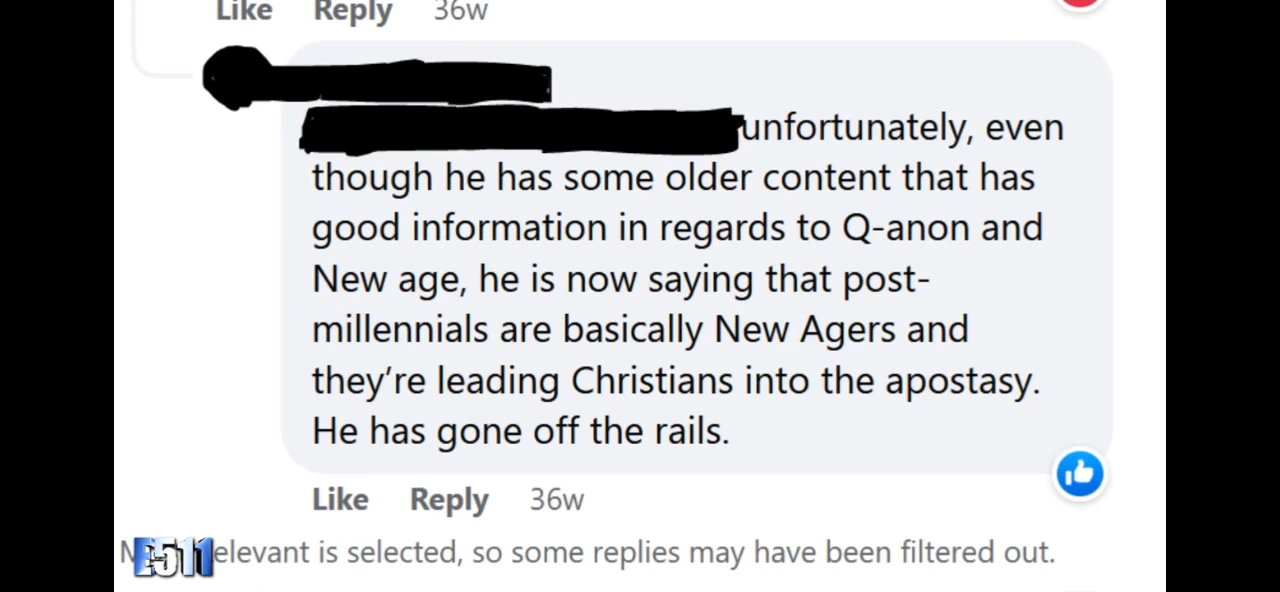 Like Reply 36w
unfortunately, even
though he has some older content that has
good information in regards to Q-anon and
New age, he is now saying that post-
millennials are basically New Agers and
they're leading Christians into the apostasy.
He has gone off the rails.
Like Reply 36w
elevant is selected, so some replies may have been filtered out.
E511